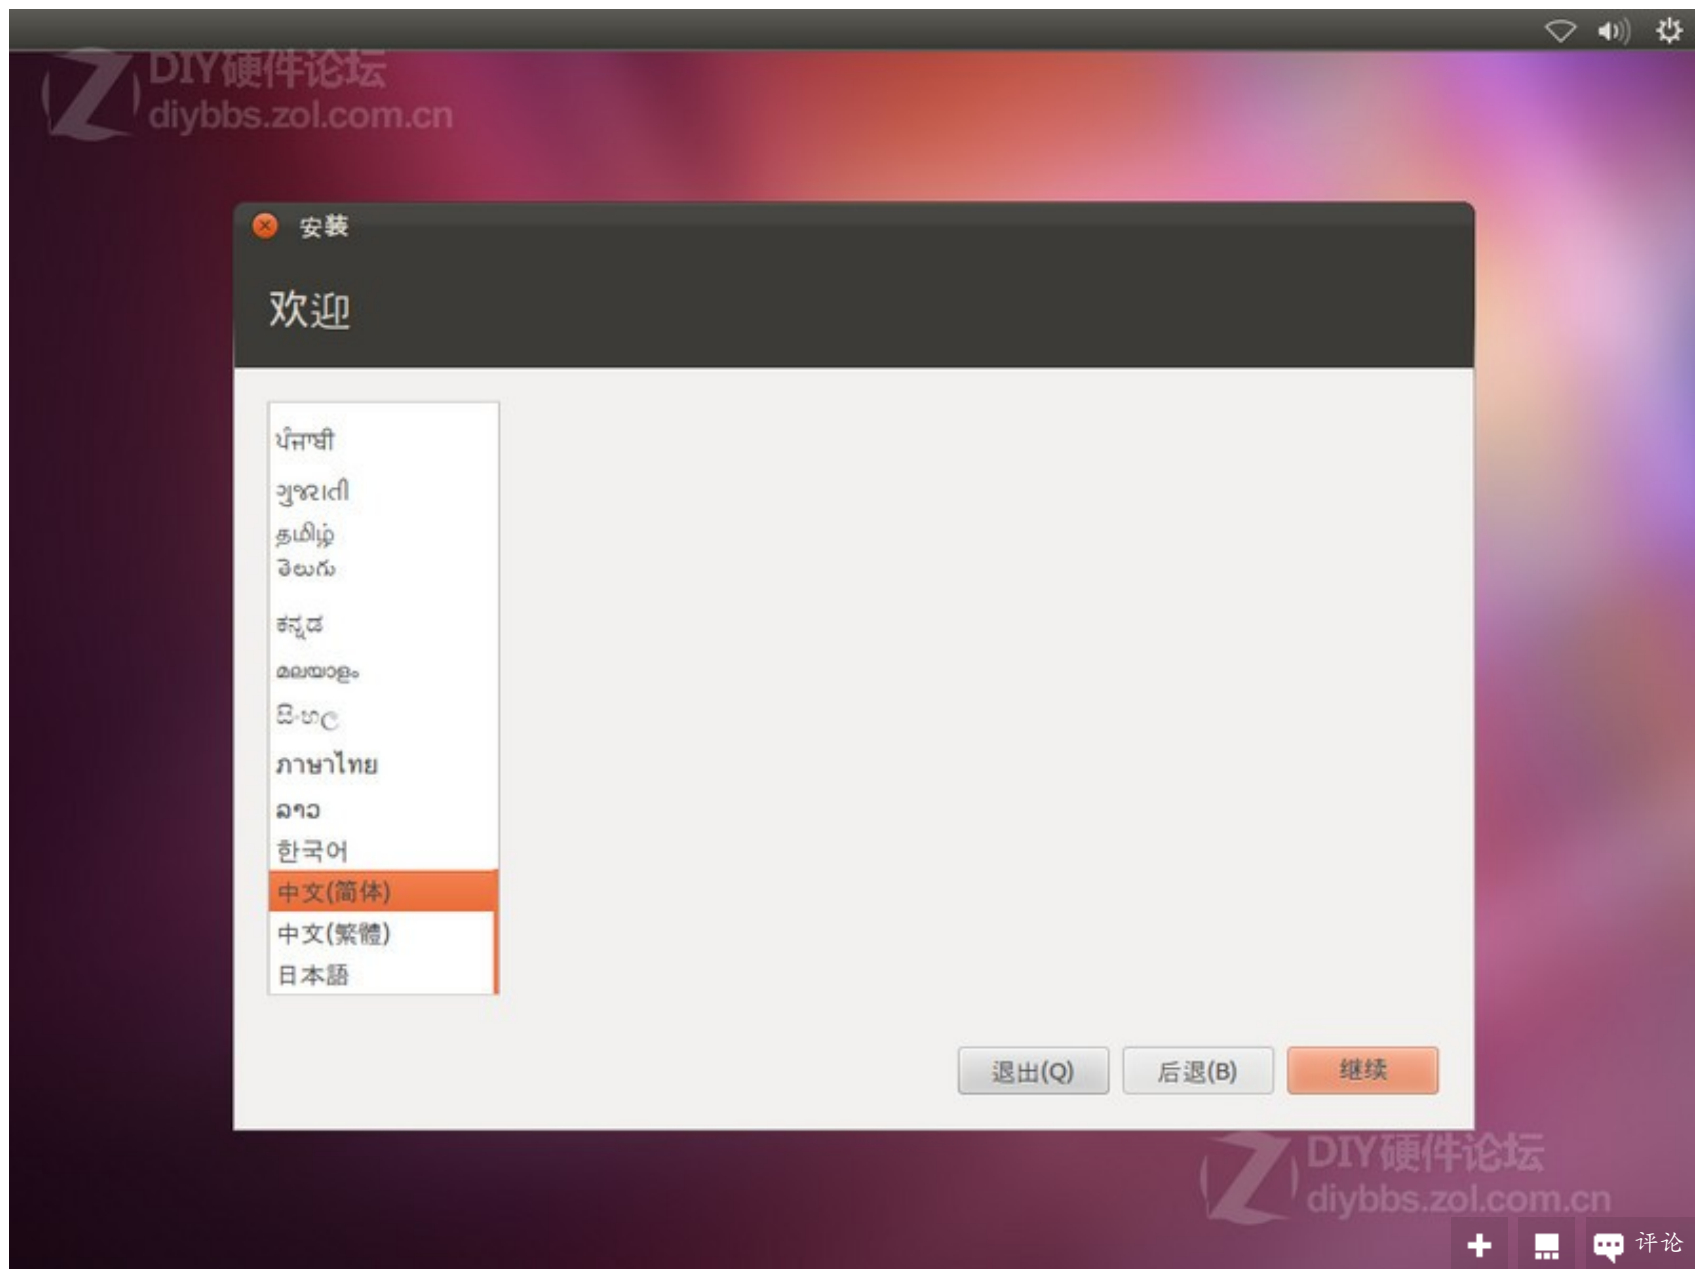 DIY硬件论坛
diybbs.zol.com.cn
安装
欢迎
ਪੰਜਾਬੀ
ગુજરાતી
தமிழ்
తెలుగు
ಕನ್ನಡ
മലയാളം
සිංහල
ภาษาไทย
ລາວ
한국어
中文(简体)
中文(繁體)
日本語
退出(Q)
后退(B)
继续
DIY硬件论坛
diybbs.zol.com.cn
评论